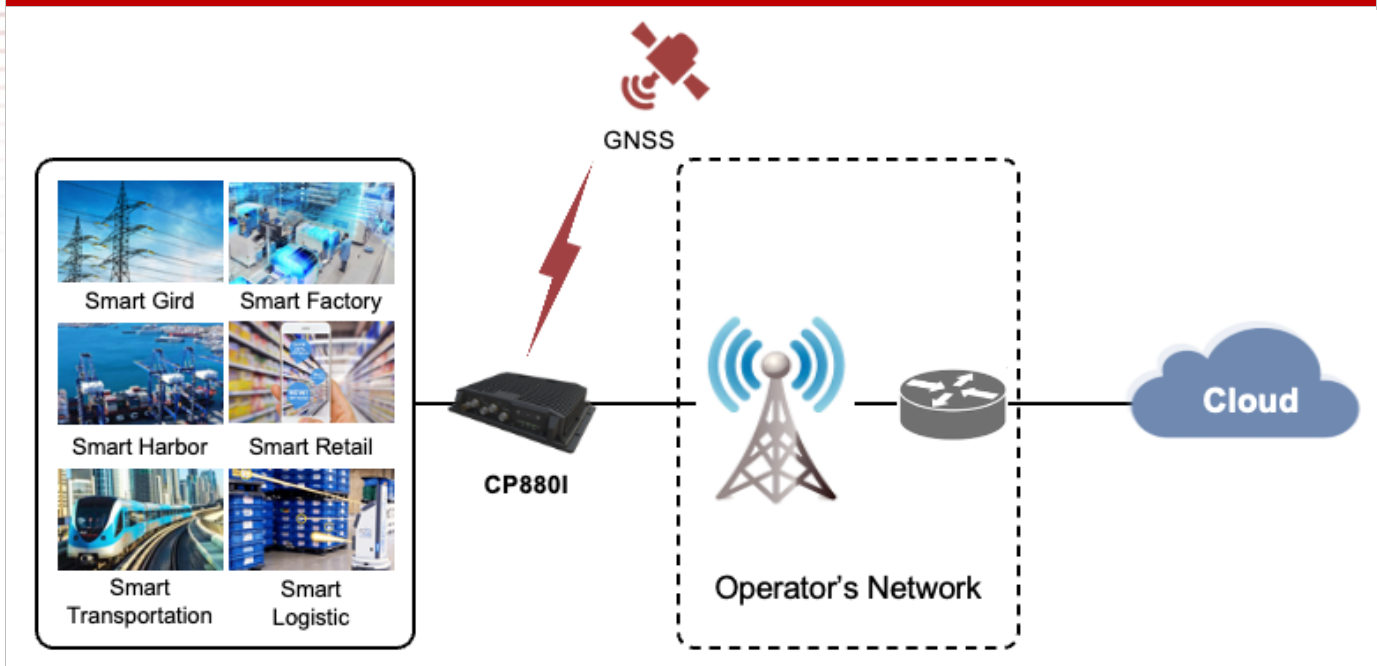 GNSS
Smart Gird
Smart Factory
Smart Harbor
Smart Retail
Smart
Transportation
Smart
Logistic
CP880I
Operator’s Network
Cloud